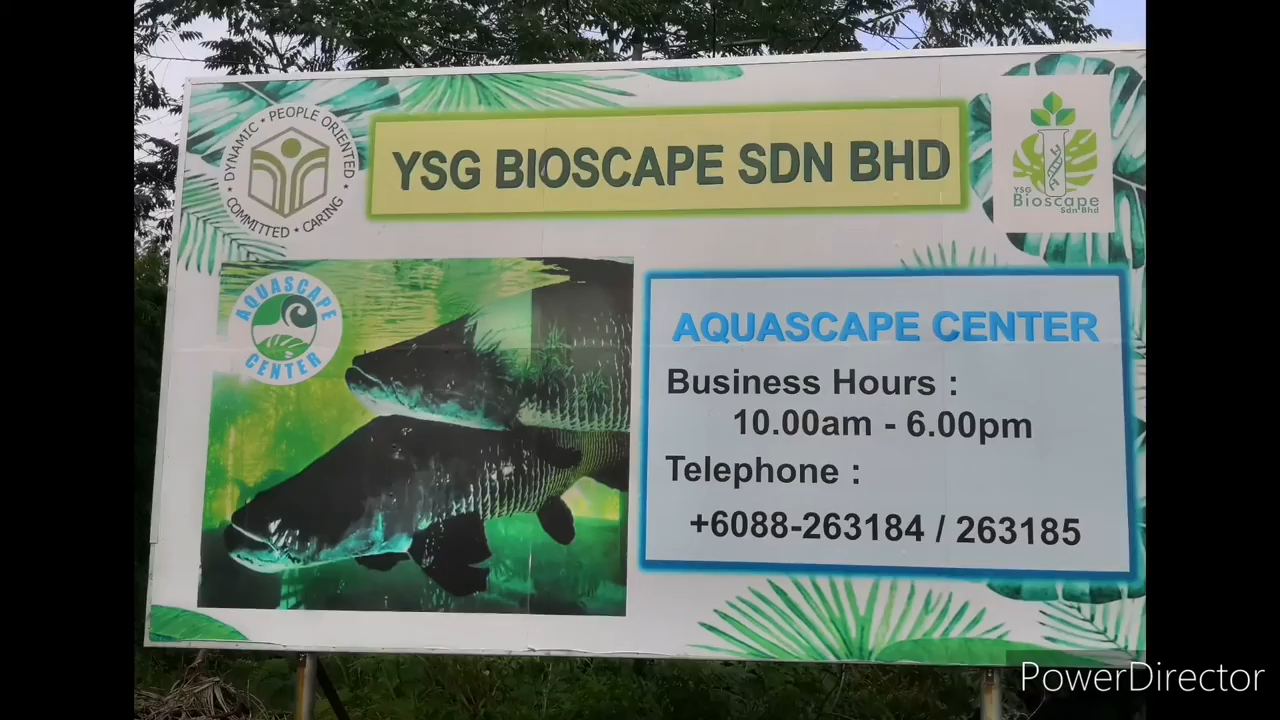 DYNAMIC • PEOPLE ORIENTED • CARING • COMMITTED •
YSG BIOSCAPE SDN BHD
YSG
Bioscape
Sdn Bhd
AQUASCAPE
CENTER
AQUASCAPE CENTER
Business Hours :
10.00am - 6.00pm
Telephone :
+6088-263184 / 263185
PowerDirector